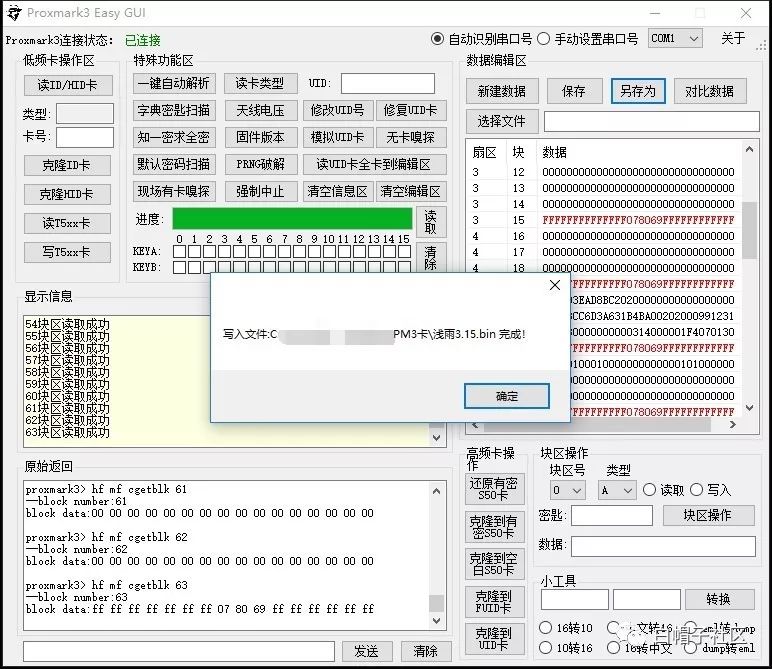 Proxmark3 Easy GUI
Proxmark3连接状态： 已连接
自动识别串口号 手动设置串口号 COM1 关于
低频卡操作区
读ID/HID卡
类型:
卡号:
克隆ID卡
克隆HID卡
读T5xx卡
写T5xx卡
特殊功能区
一键自动解析 读卡类型 UID:
字典密匙扫描 天线电压 修改UID号 修复UID卡
知一密求全密 固件版本 模拟UID卡 无卡嗅探
默认密码扫描 PRNG破解 读UID卡全卡到编辑区
现场有卡嗅探 强制中止 清空信息区 清空编辑区
进度: 读取
0 1 2 3 4 5 6 7 8 9 10 11 12 13 14 15
KEYA:
KEYB:
清除
数据编辑区
新建数据 保存 另存为 对比数据
选择文件
扇区 块 数据
3 12 00000000000000000000000000000000
3 13 00000000000000000000000000000000
3 14 00000000000000000000000000000000
3 15 FFFFFFFFFFFFFF078069FFFFFFFFFFFF
4 16 00000000000000000000000000000000
4 17 00000000000000000000000000000000
4 18 00000000000000000000000000000000
FFFFFFFF078069FFFFFFFFFFFF
03EAD8BC2020000000000000000
CC6D3A631B4BA00202000991231
00000000000314000001F4070130
FFFFFFFF078069FFFFFFFFFFFF
FFFFFFFF078069FFFFFFFFFFFF
写入文件:C PM3卡\浅雨3.15.bin 完成!
确定
显示信息
54块区读取成功
55块区读取成功
56块区读取成功
57块区读取成功
58块区读取成功
59块区读取成功
60块区读取成功
61块区读取成功
62块区读取成功
63块区读取成功
原始返回
proxmark3> hf mf cgetblk 61
--block number:61
block data:00 00 00 00 00 00 00 00 00 00 00 00 00 00 00 00
proxmark3> hf mf cgetblk 62
--block number:62
block data:00 00 00 00 00 00 00 00 00 00 00 00 00 00 00 00
proxmark3> hf mf cgetblk 63
--block number:63
block data:ff ff ff ff ff ff ff 07 80 69 ff ff ff ff ff ff
发送 清除
高频卡操作
还原有密S50卡
克隆到有密S50卡
克隆到空白S50卡
克隆到FUID卡
克隆到UID卡
块区操作
块区号 类型
0 A 读取 写入
密匙: 块区操作
数据:
小工具
转换
16转10 中文转16 eml转dump
10转16 16转中文 dump转eml
白帽子社区